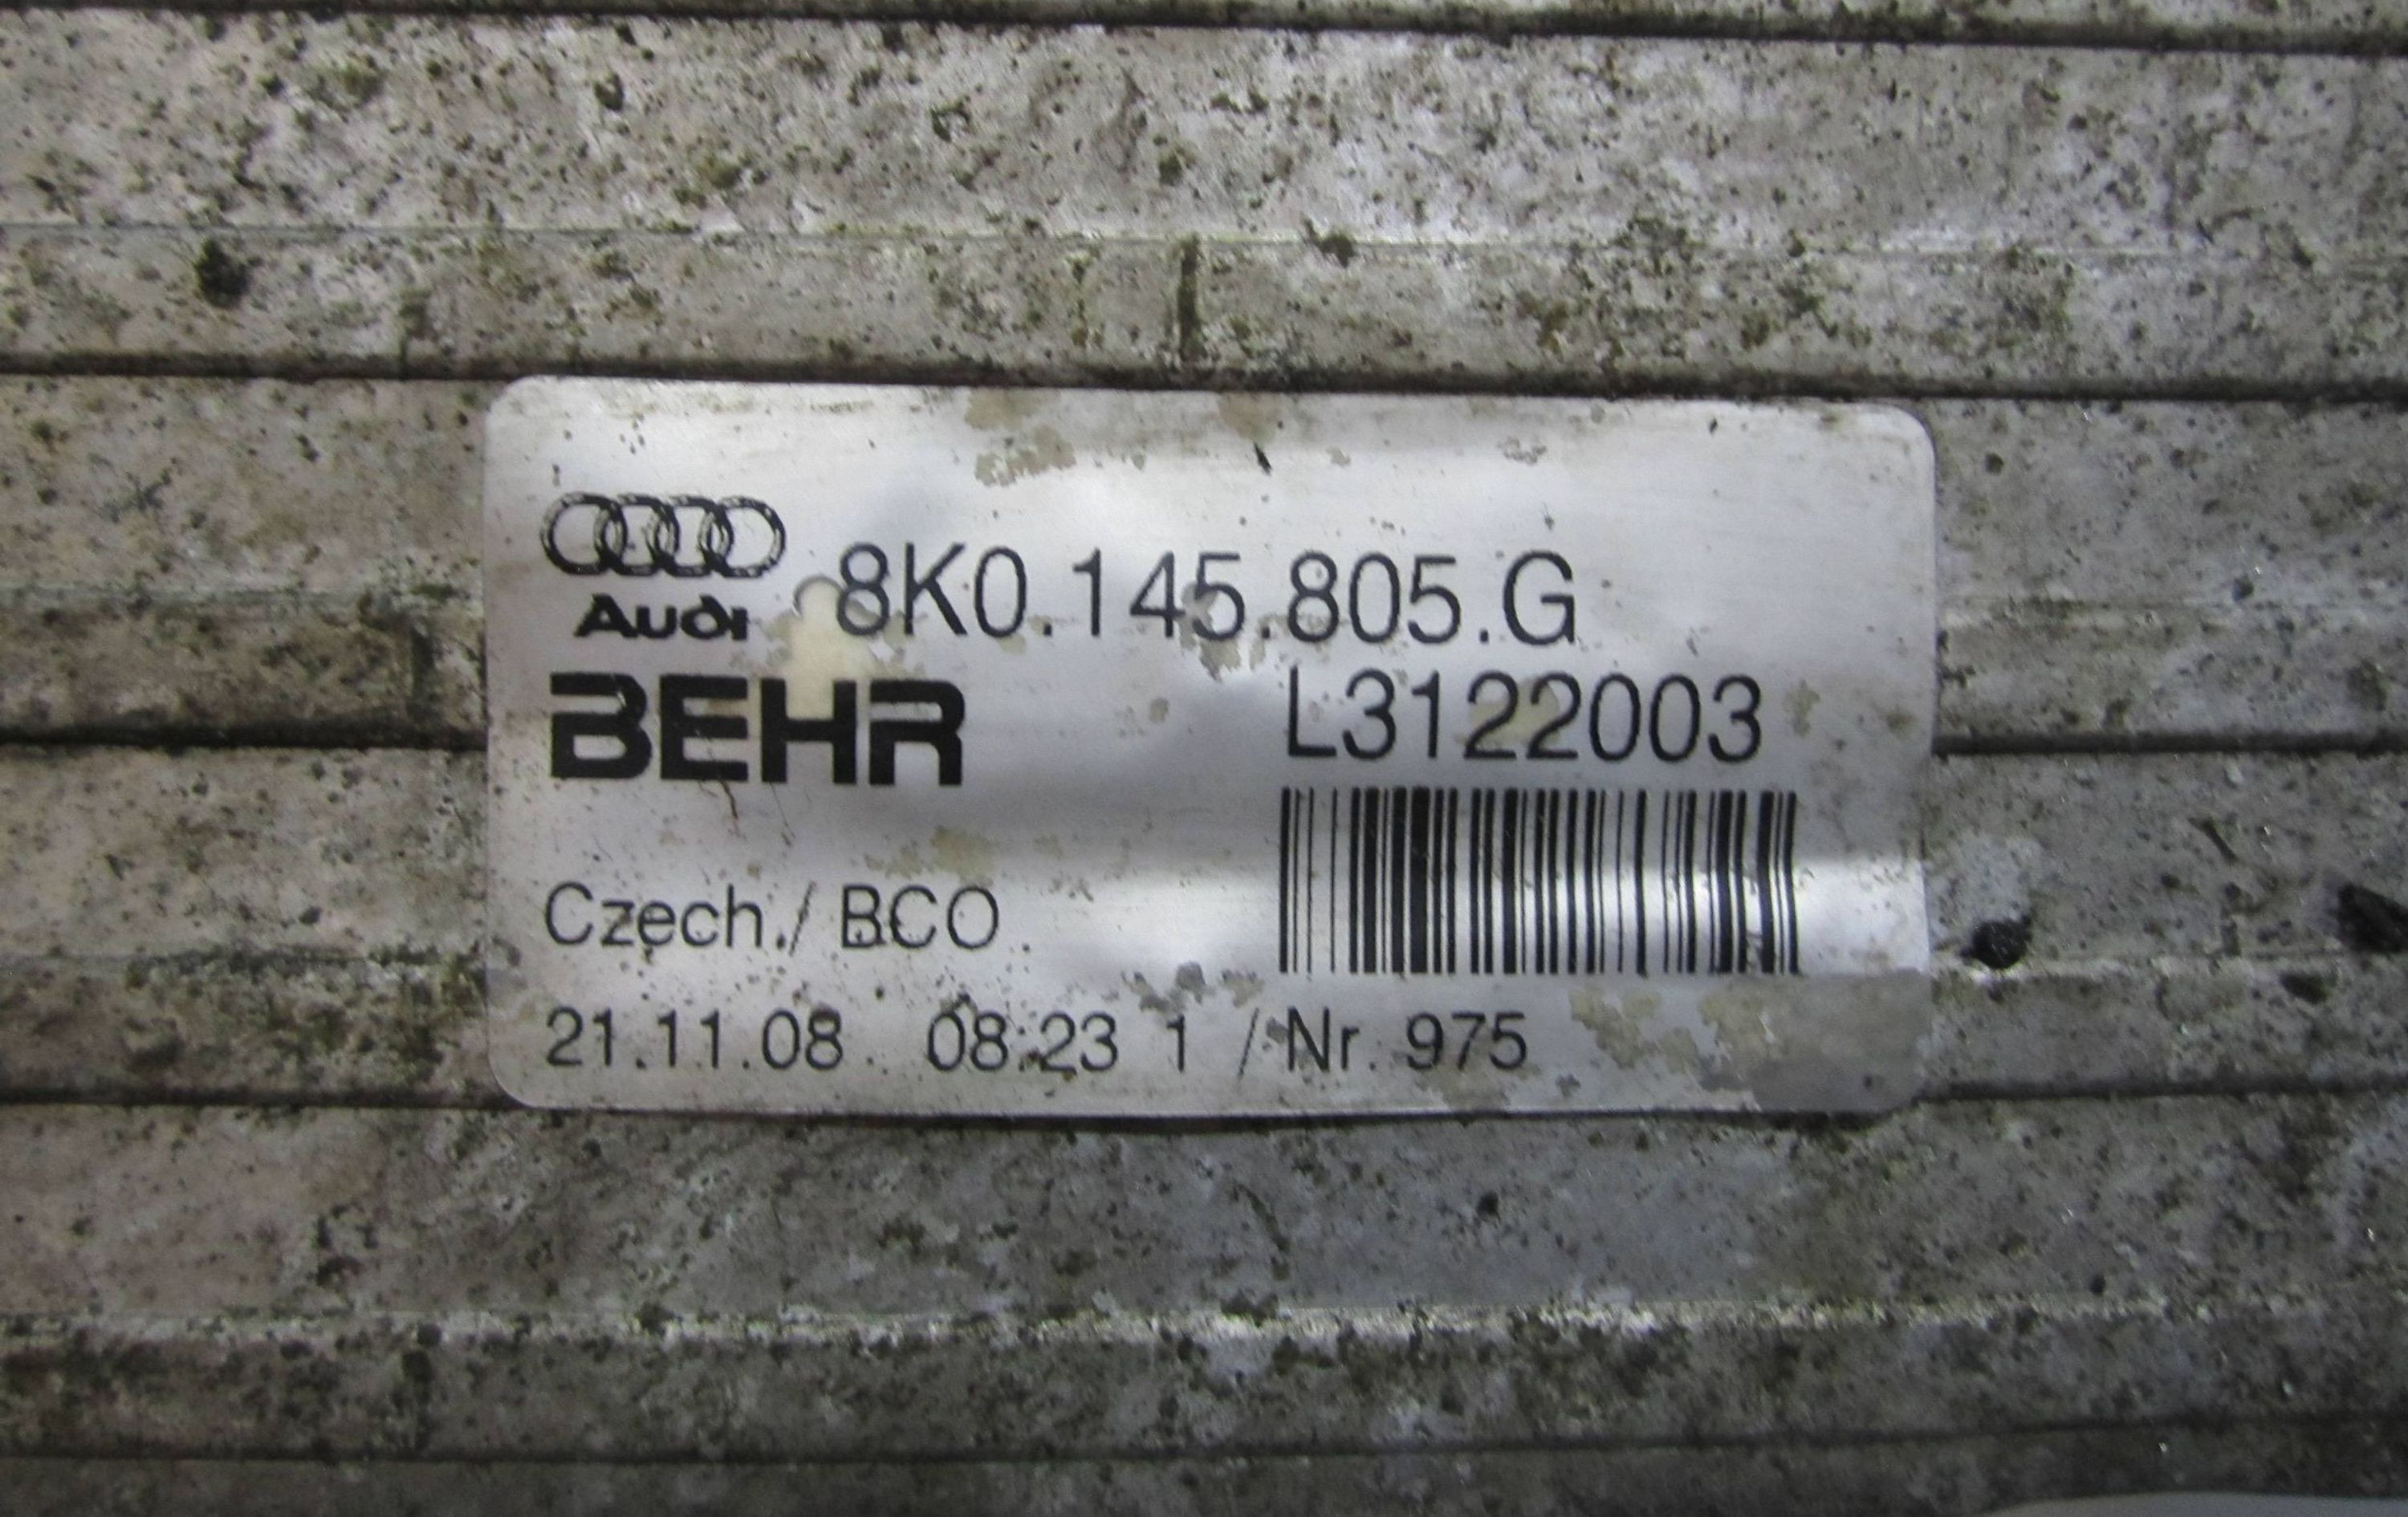 Audi 8K0.145.805.G
BEHR L3122003
Czech./ BCO
21.11.08 08:23 1 / Nr. 975